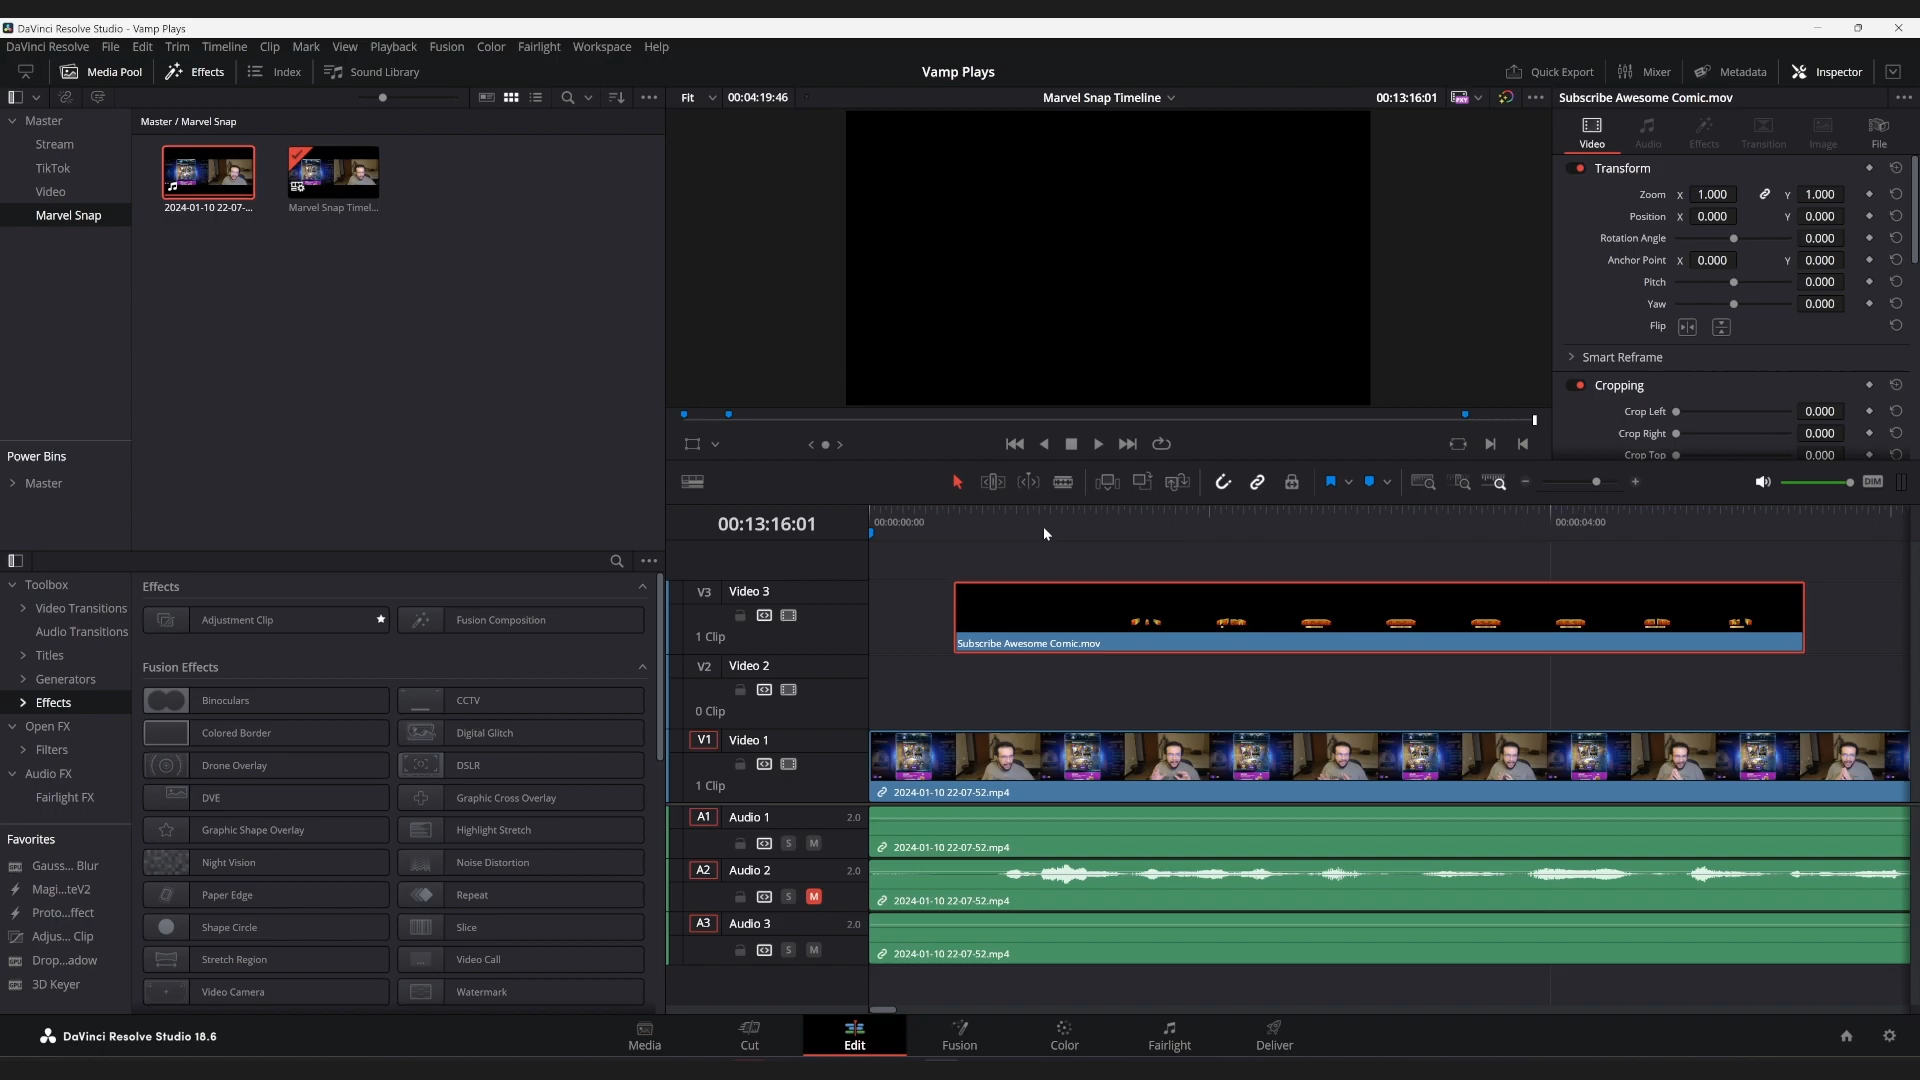 DaVinci Resolve Studio - Vamp Plays
DaVinci Resolve File Edit Trim Timeline Clip Mark View Playback Fusion Color Fairlight Workspace Help
Media Pool Effects Index Sound Library Vamp Plays Quick Export Mixer Metadata Inspector
Fit 00:04:19:46 Marvel Snap Timeline 00:13:16:01 Subscribe Awesome Comic.mov
Master
Stream
TikTok
Video
Marvel Snap
Master / Marvel Snap
2024-01-10 22-07-...
Marvel Snap Timel...
Power Bins
Master
Video Audio Effects Transition Image File
Transform
Zoom X 1.000 Y 1.000
Position X 0.000 Y 0.000
Rotation Angle 0.000
Anchor Point X 0.000 Y 0.000
Pitch 0.000
Yaw 0.000
Flip
Smart Reframe
Cropping
Crop Left 0.000
Crop Right 0.000
Crop Top 0.000
DIM
Toolbox
Video Transitions
Audio Transitions
Titles
Generators
Effects
Open FX
Filters
Audio FX
Fairlight FX
Favorites
Gauss... Blur
Magi...teV2
Proto...ffect
Adjus... Clip
Drop...adow
3D Keyer
Effects
Adjustment Clip Fusion Composition
Fusion Effects
Binoculars CCTV
Colored Border Digital Glitch
Drone Overlay DSLR
DVE Graphic Cross Overlay
Graphic Shape Overlay Highlight Stretch
Night Vision Noise Distortion
Paper Edge Repeat
Shape Circle Slice
Stretch Region Video Call
Video Camera Watermark
00:13:16:01
00:00:00:00 00:00:04:00
V3 Video 3
1 Clip
Subscribe Awesome Comic.mov
V2 Video 2
0 Clip
V1 Video 1
1 Clip
2024-01-10 22-07-52.mp4
A1 Audio 1 2.0
S M
2024-01-10 22-07-52.mp4
A2 Audio 2 2.0
S M
2024-01-10 22-07-52.mp4
A3 Audio 3 2.0
S M
2024-01-10 22-07-52.mp4
DaVinci Resolve Studio 18.6
Media Cut Edit Fusion Color Fairlight Deliver